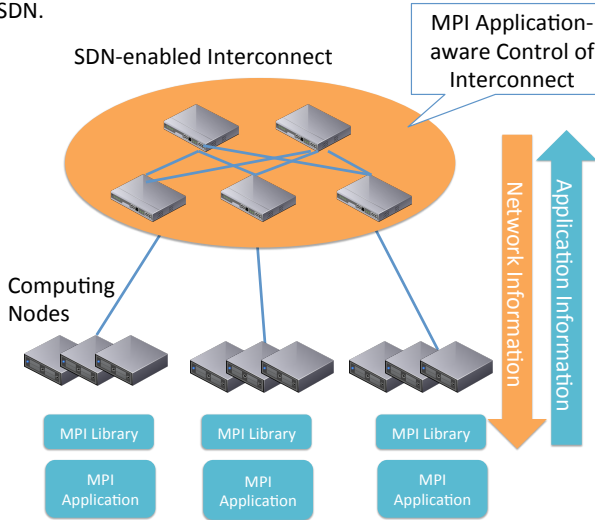 SDN.
MPI Application-
aware Control of
Interconnect
SDN-enabled Interconnect
Network Information
Application Information
Computing
Nodes
MPI Library
MPI Library
MPI Library
MPI
Application
MPI
Application
MPI
Application